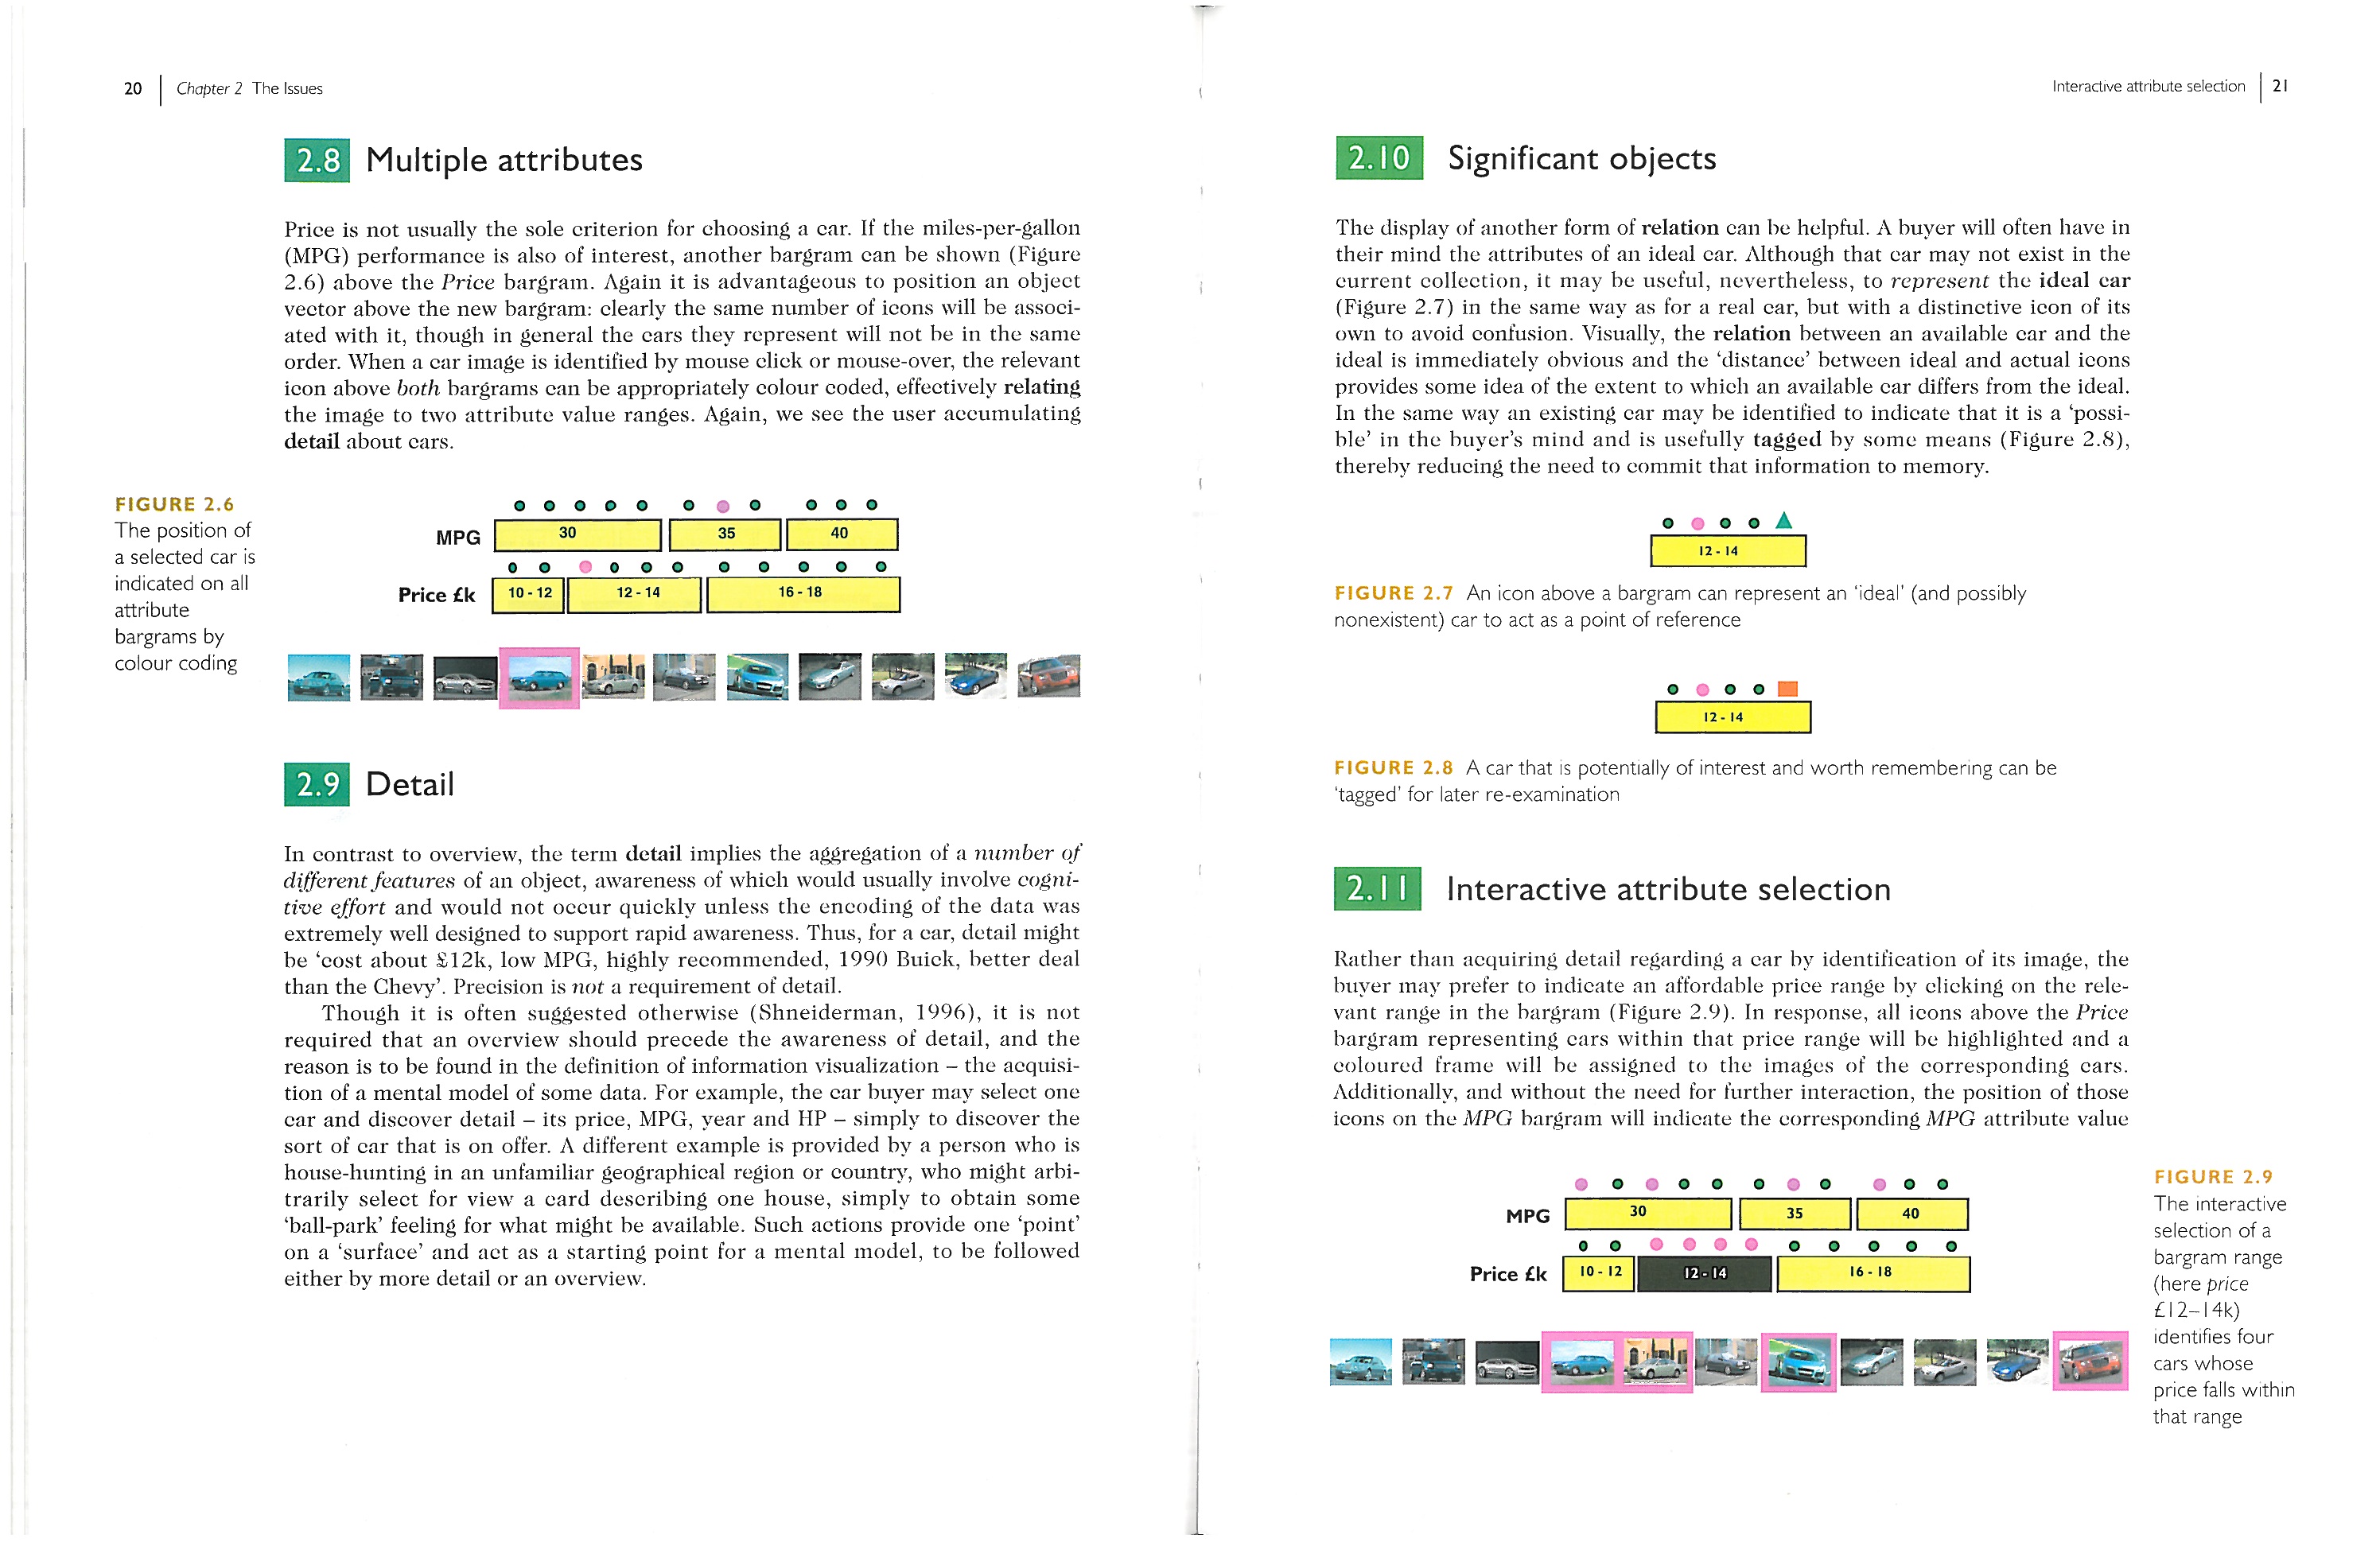 20 | Chapter 2 The Issues
2.8 Multiple attributes
Price is not usually the sole criterion for choosing a car. If the miles-per-gallon
(MPG) performance is also of interest, another bargram can be shown (Figure
2.6) above the Price bargram. Again it is advantageous to position an object
vector above the new bargram: clearly the same number of icons will be associ-
ated with it, though in general the cars they represent will not be in the same
order. When a car image is identified by mouse click or mouse-over, the relevant
icon above both bargrams can be appropriately colour coded, effectively relating
the image to two attribute value ranges. Again, we see the user accumulating
detail about cars.
FIGURE 2.6
The position of
a selected car is
indicated on all
attribute
bargrams by
colour coding
MPG 30 35 40
Price £k 10 - 12 12 - 14 16 - 18
2.9 Detail
In contrast to overview, the term detail implies the aggregation of a number of
different features of an object, awareness of which would usually involve cogni-
tive effort and would not occur quickly unless the encoding of the data was
extremely well designed to support rapid awareness. Thus, for a car, detail might
be ‘cost about £12k, low MPG, highly recommended, 1990 Buick, better deal
than the Chevy’. Precision is not a requirement of detail.
Though it is often suggested otherwise (Shneiderman, 1996), it is not
required that an overview should precede the awareness of detail, and the
reason is to be found in the definition of information visualization – the acquisi-
tion of a mental model of some data. For example, the car buyer may select one
car and discover detail – its price, MPG, year and HP – simply to discover the
sort of car that is on offer. A different example is provided by a person who is
house-hunting in an unfamiliar geographical region or country, who might arbi-
trarily select for view a card describing one house, simply to obtain some
‘ball-park’ feeling for what might be available. Such actions provide one ‘point’
on a ‘surface’ and act as a starting point for a mental model, to be followed
either by more detail or an overview.
Interactive attribute selection | 21
2.10 Significant objects
The display of another form of relation can be helpful. A buyer will often have in
their mind the attributes of an ideal car. Although that car may not exist in the
current collection, it may be useful, nevertheless, to represent the ideal car
(Figure 2.7) in the same way as for a real car, but with a distinctive icon of its
own to avoid confusion. Visually, the relation between an available car and the
ideal is immediately obvious and the ‘distance’ between ideal and actual icons
provides some idea of the extent to which an available car differs from the ideal.
In the same way an existing car may be identified to indicate that it is a ‘possi-
ble’ in the buyer’s mind and is usefully tagged by some means (Figure 2.8),
thereby reducing the need to commit that information to memory.
12 - 14
FIGURE 2.7 An icon above a bargram can represent an ‘ideal’ (and possibly
nonexistent) car to act as a point of reference
12 - 14
FIGURE 2.8 A car that is potentially of interest and worth remembering can be
‘tagged’ for later re-examination
2.11 Interactive attribute selection
Rather than acquiring detail regarding a car by identification of its image, the
buyer may prefer to indicate an affordable price range by clicking on the rele-
vant range in the bargram (Figure 2.9). In response, all icons above the Price
bargram representing cars within that price range will be highlighted and a
coloured frame will be assigned to the images of the corresponding cars.
Additionally, and without the need for further interaction, the position of those
icons on the MPG bargram will indicate the corresponding MPG attribute value
MPG 30 35 40
Price £k 10 - 12 12 - 14 16 - 18
FIGURE 2.9
The interactive
selection of a
bargram range
(here price
£12–14k)
identifies four
cars whose
price falls within
that range